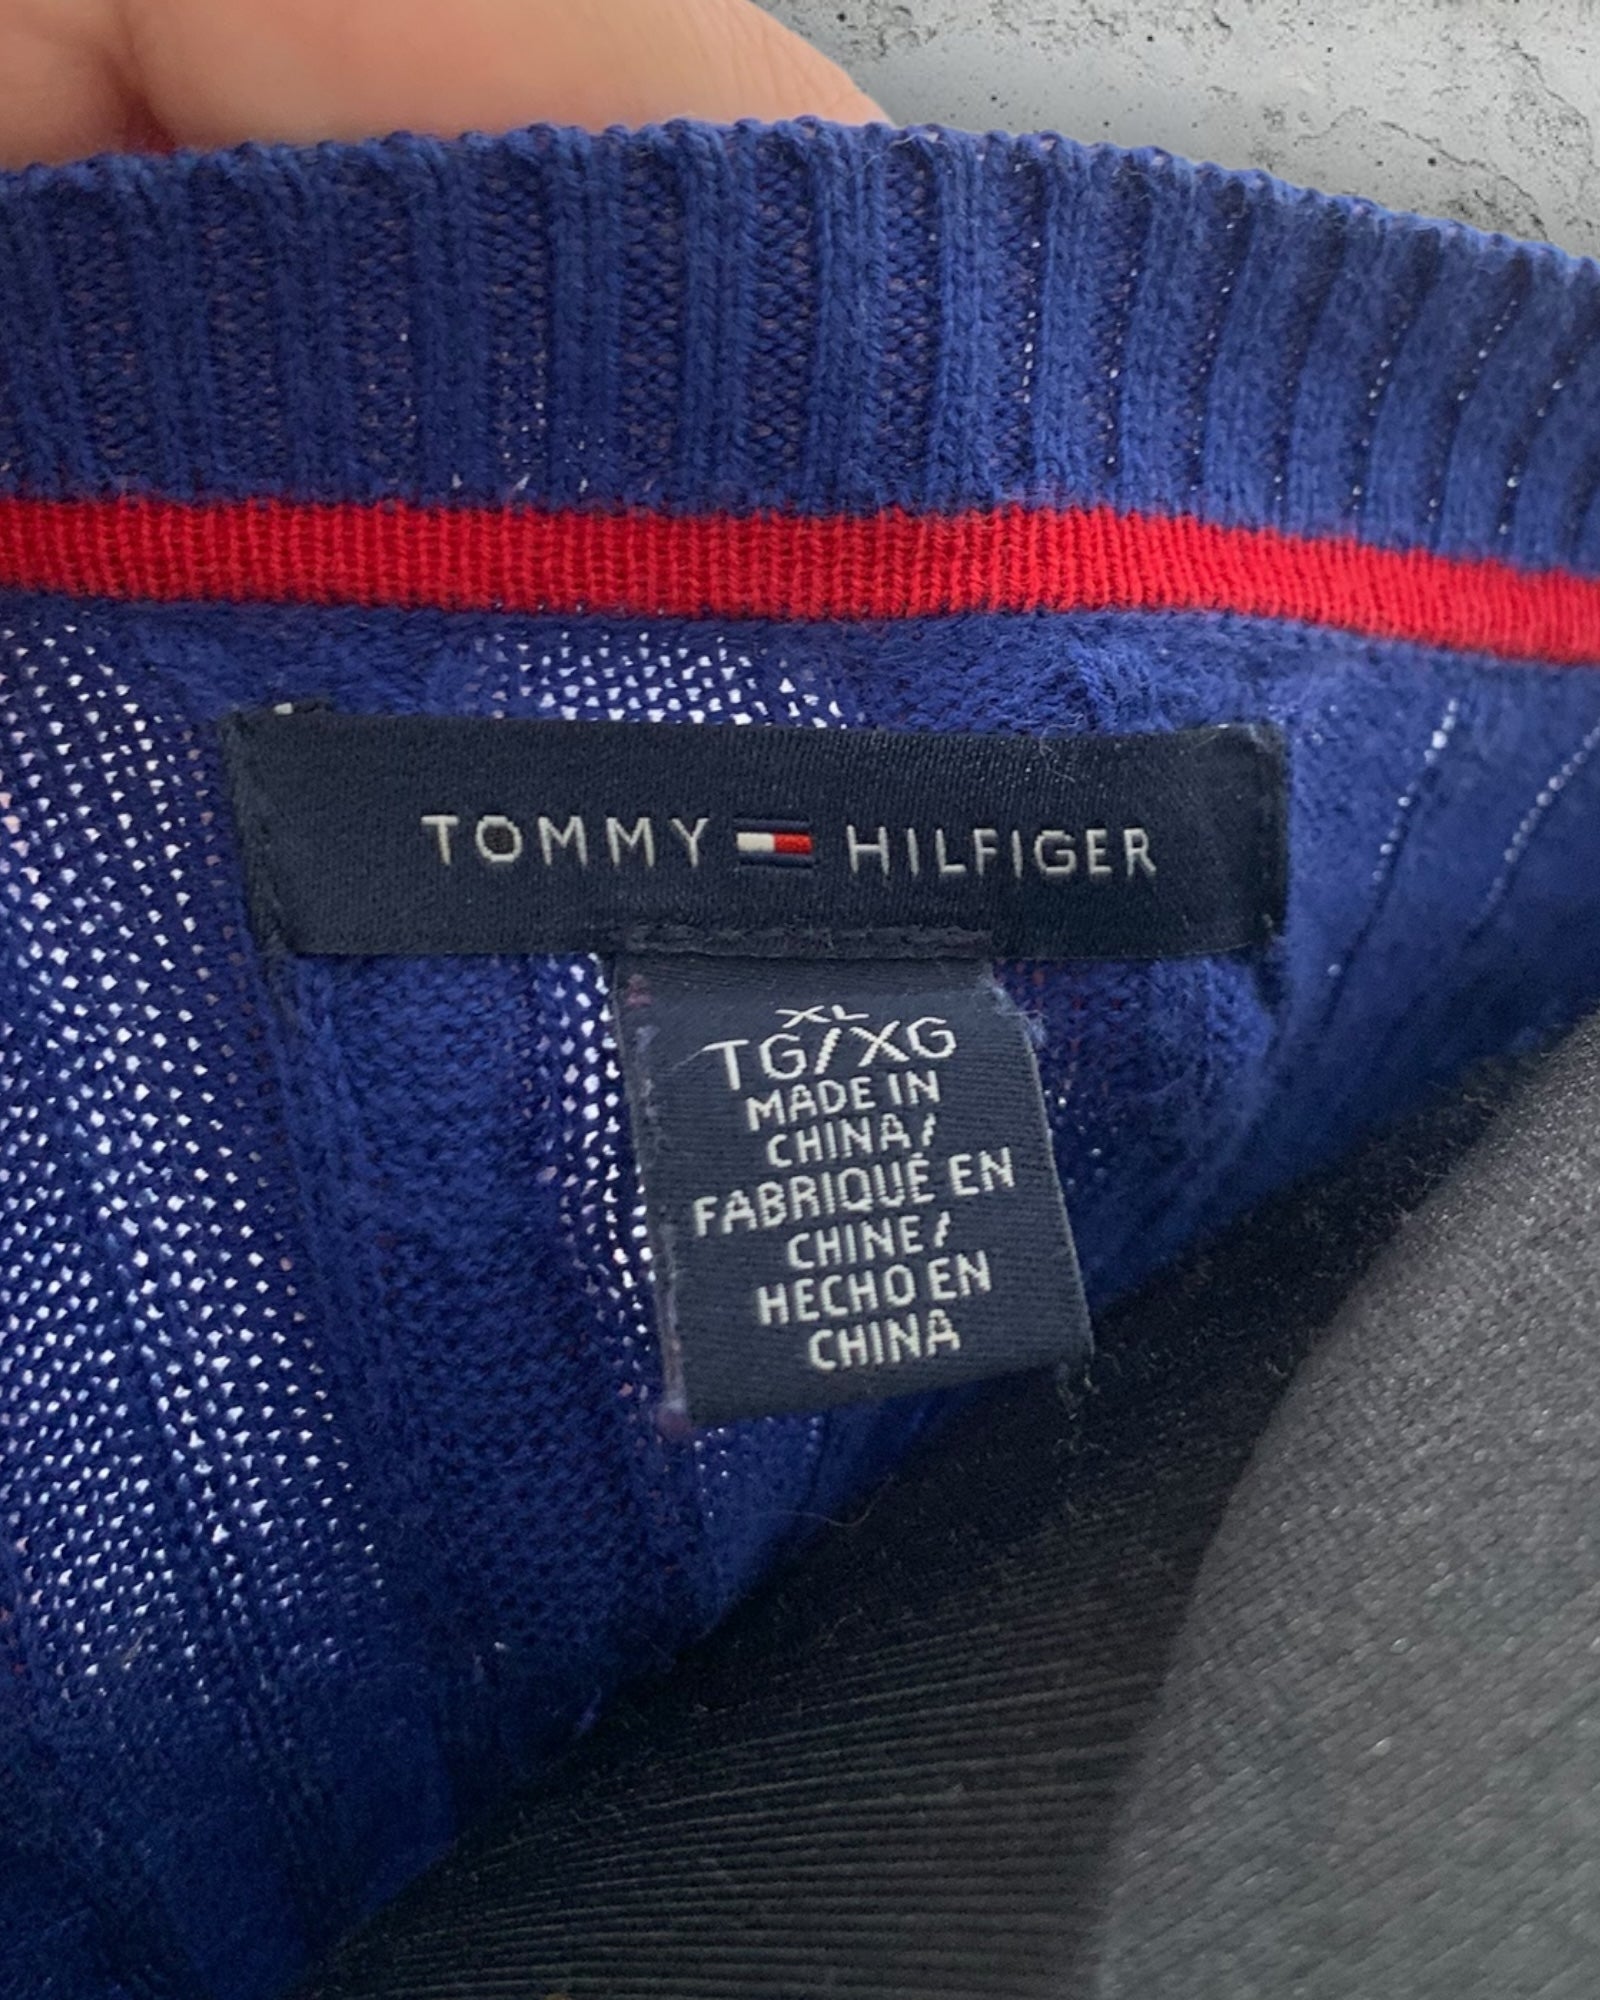 TOMMY HILFIGER
XL
TG/XG
MADE IN
CHINA/
FABRIQUÉ EN
CHINE/
HECHO EN
CHINA